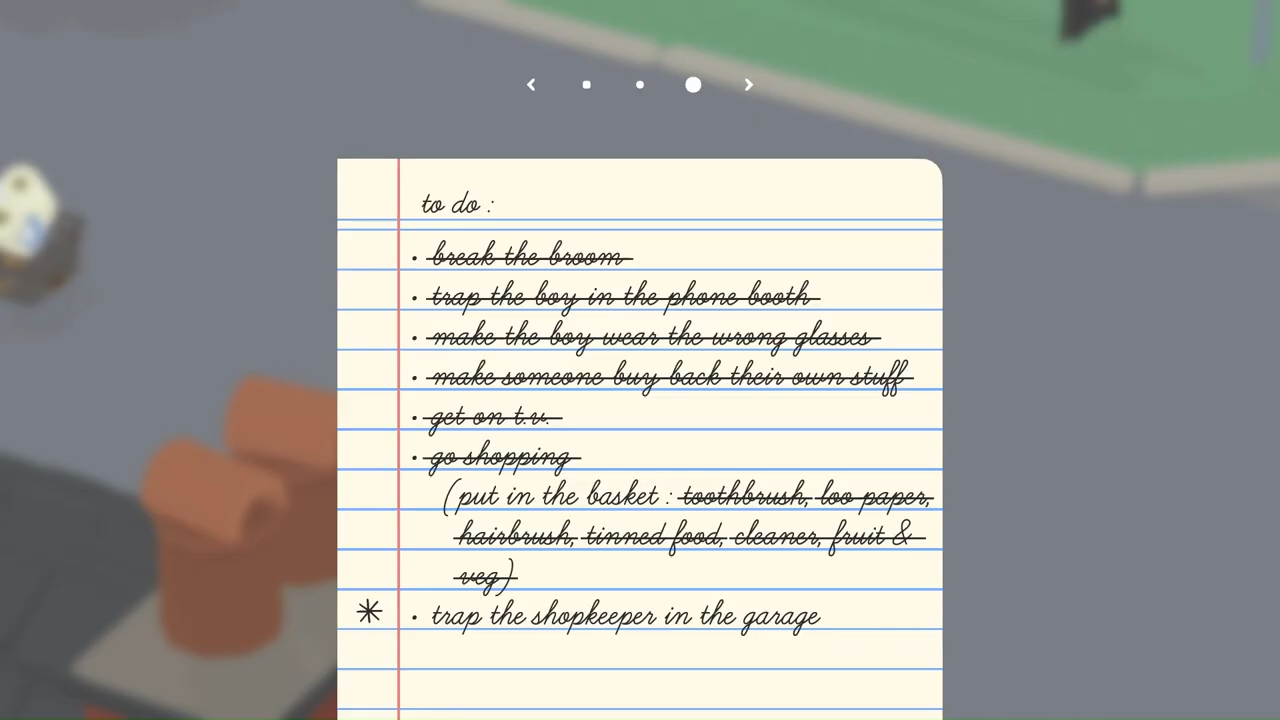 to do :
• break the broom
• trap the boy in the phone booth
• make the boy wear the wrong glasses
• make someone buy back their own stuff
• get on t.v.
• go shopping
(put in the basket : toothbrush, loo paper,
hairbrush, tinned food, cleaner, fruit &
veg)
* • trap the shopkeeper in the garage